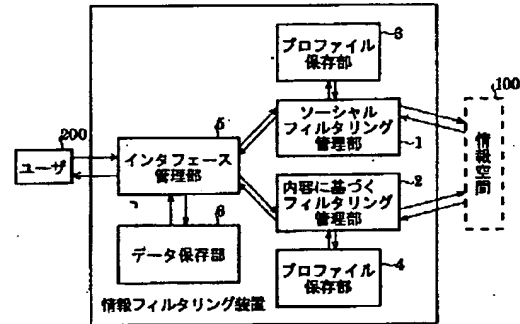 プロファイル
保存部
3
ソーシャル
フィルタリング
管理部
1
100
情報空間
200
ユーザ
5
インタフェース
管理部
内容に基づく
フィルタリング
管理部
2
6
データ保存部
プロファイル
保存部
4
情報フィルタリング装置